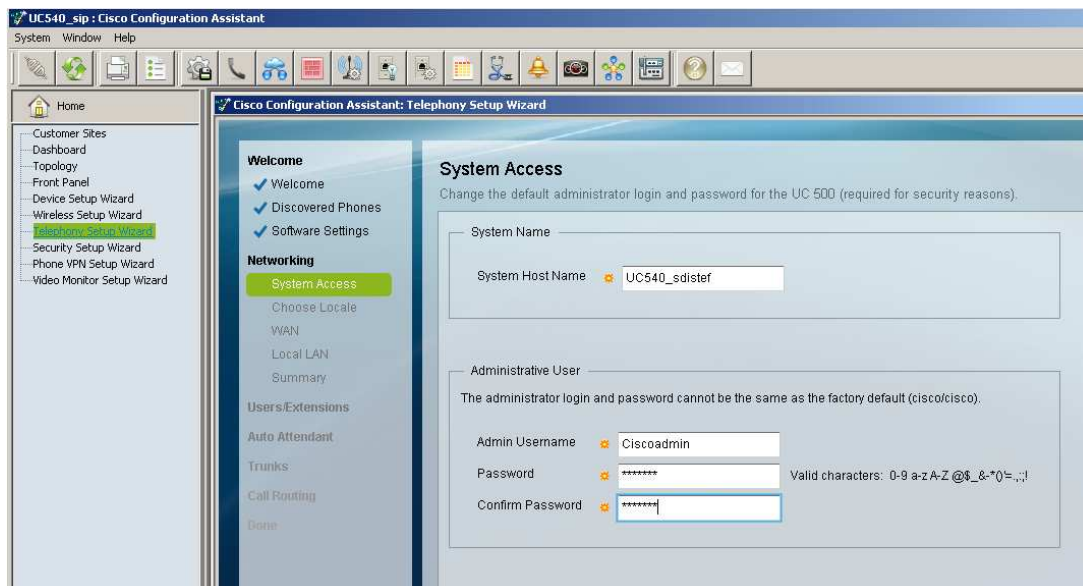 UC540_sip : Cisco Configuration Assistant
System Window Help
Home
Customer Sites
Dashboard
Topology
Front Panel
Device Setup Wizard
Wireless Setup Wizard
Telephony Setup Wizard
Security Setup Wizard
Phone VPN Setup Wizard
Video Monitor Setup Wizard
Cisco Configuration Assistant: Telephony Setup Wizard
Welcome
Welcome
Discovered Phones
Software Settings
Networking
System Access
Choose Locale
WAN
Local LAN
Summary
Users/Extensions
Auto Attendant
Trunks
Call Routing
Done
System Access
Change the default administrator login and password for the UC 500 (required for security reasons).
System Name
System Host Name UC540_sdistef
Administrative User
The administrator login and password cannot be the same as the factory default (cisco/cisco).
Admin Username Ciscoadmin
Password ******* Valid characters: 0-9 a-z A-Z @$_&-*()'=.,:;!
Confirm Password *******